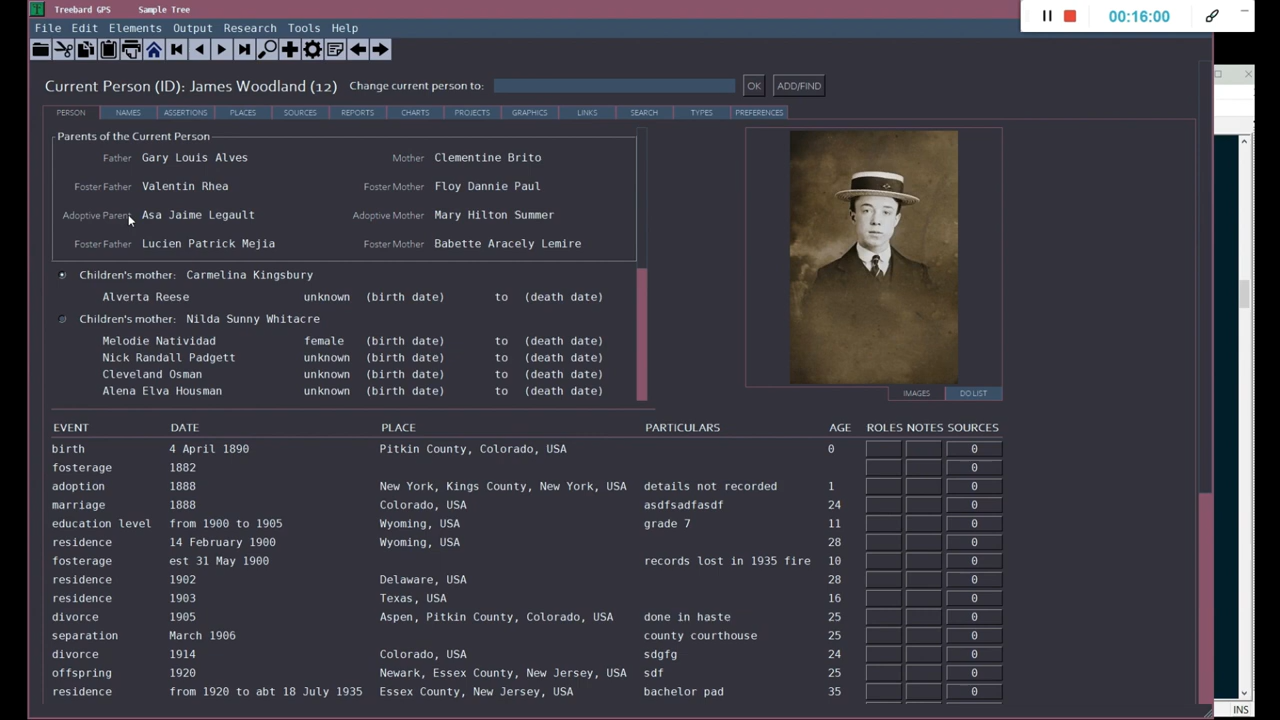 Treebard GPS Sample Tree
00:16:00
File Edit Elements Output Research Tools Help
Current Person (ID): James Woodland (12) Change current person to: OK ADD/FIND
PERSON NAMES ASSERTIONS PLACES SOURCES REPORTS CHARTS PROJECTS GRAPHICS LINKS SEARCH TYPES PREFERENCES
Parents of the Current Person
Father Gary Louis Alves Mother Clementine Brito
Foster Father Valentin Rhea Foster Mother Floy Dannie Paul
Adoptive Parent Asa Jaime Legault Adoptive Mother Mary Hilton Summer
Foster Father Lucien Patrick Mejia Foster Mother Babette Aracely Lemire
Children's mother: Carmelina Kingsbury
Alverta Reese unknown (birth date) to (death date)
Children's mother: Nilda Sunny Whitacre
Melodie Natividad female (birth date) to (death date)
Nick Randall Padgett unknown (birth date) to (death date)
Cleveland Osman unknown (birth date) to (death date)
Alena Elva Housman unknown (birth date) to (death date)
IMAGES DO LIST
EVENT DATE PLACE PARTICULARS AGE ROLES NOTES SOURCES
birth 4 April 1890 Pitkin County, Colorado, USA 0 0
fosterage 1882 0
adoption 1888 New York, Kings County, New York, USA details not recorded 1 0
marriage 1888 Colorado, USA asdfsadfasdf 24 0
education level from 1900 to 1905 Wyoming, USA grade 7 11 0
residence 14 February 1900 Wyoming, USA 28 0
fosterage est 31 May 1900 records lost in 1935 fire 10 0
residence 1902 Delaware, USA 28 0
residence 1903 Texas, USA 16 0
divorce 1905 Aspen, Pitkin County, Colorado, USA done in haste 25 0
separation March 1906 county courthouse 25 0
divorce 1914 Colorado, USA sdgfg 24 0
offspring 1920 Newark, Essex County, New Jersey, USA sdf 25 0
residence from 1920 to abt 18 July 1935 Essex County, New Jersey, USA bachelor pad 35 0
INS